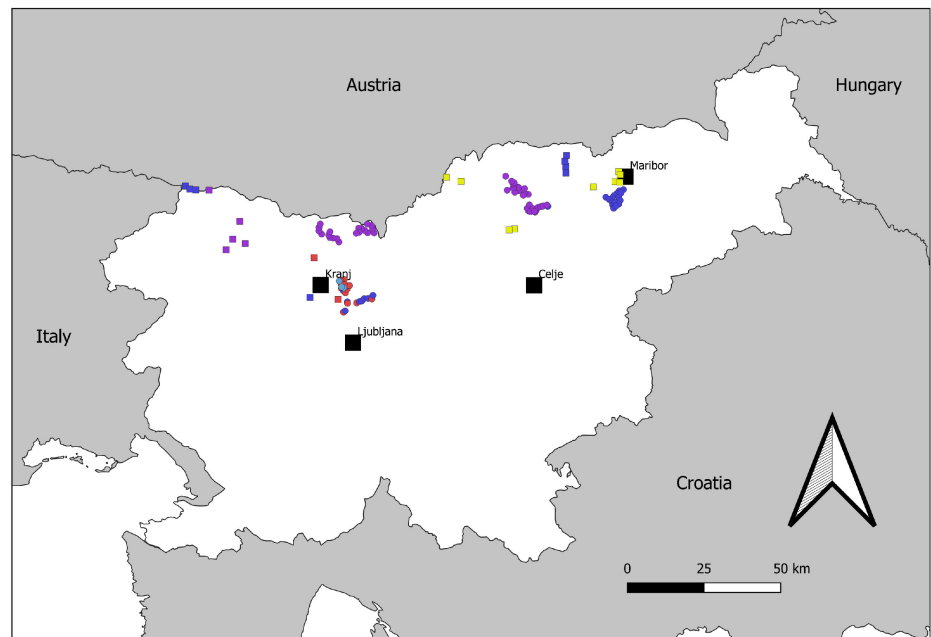 Austria
Hungary
Maribor
Kranj
Celje
Italy
Ljubljana
Croatia
0 25 50 km